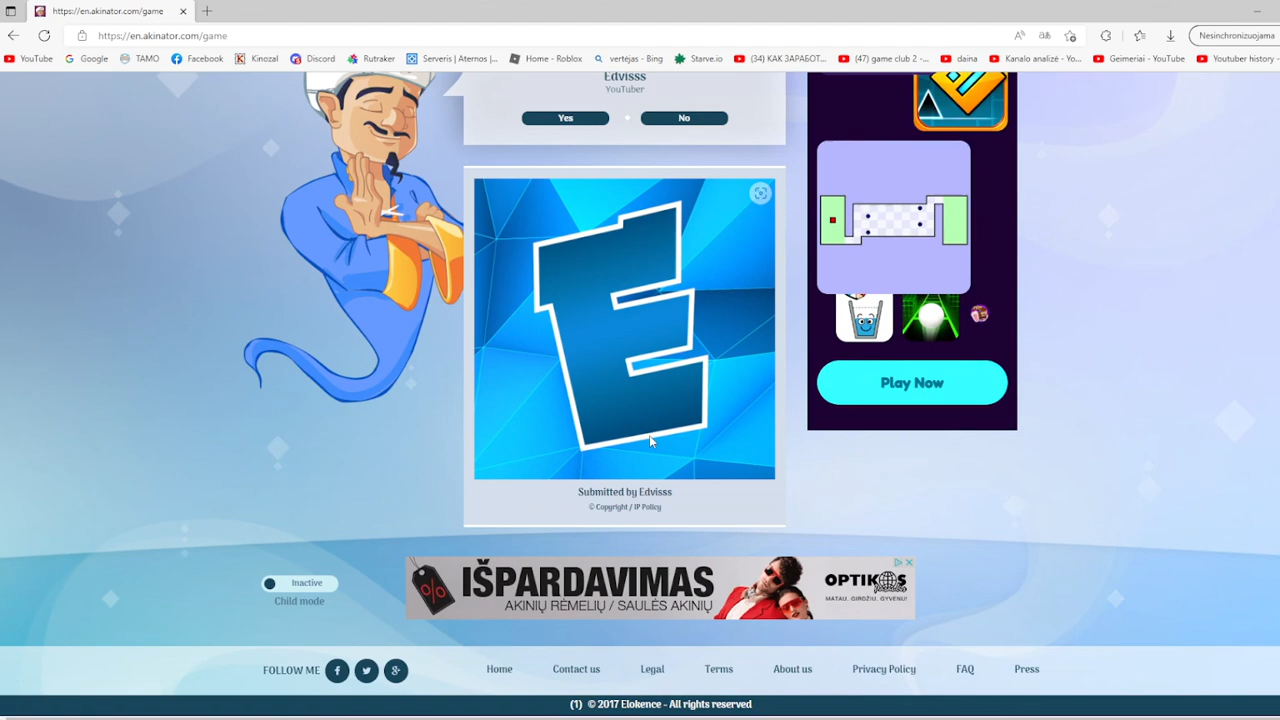 https://en.akinator.com/game
https://en.akinator.com/game
Nesinchronizuojama
YouTube
Google
TAMO
Facebook
Kinozal
Discord
Rutraker
Serveris | Aternos |...
Home - Roblox
vertėjas - Bing
Starve.io
(34) КАК ЗАРАБОТ...
(47) game club 2 -...
daina
Kanalo analizė - Yo...
Geimeriai - YouTube
Youtuber history -
Edvisss
YouTuber
Yes
No
E
Play Now
Submitted by Edvisss
© Copyright / IP Policy
Inactive
Child mode
%
IŠPARDAVIMAS
AKINIŲ RĖMELIŲ / SAULĖS AKINIŲ
OPTIKOS
pasaulis
MATAU. GIRDŽIU. GYVENU!
FOLLOW ME
Home
Contact us
Legal
Terms
About us
Privacy Policy
FAQ
Press
(1) © 2017 Elokence - All rights reserved